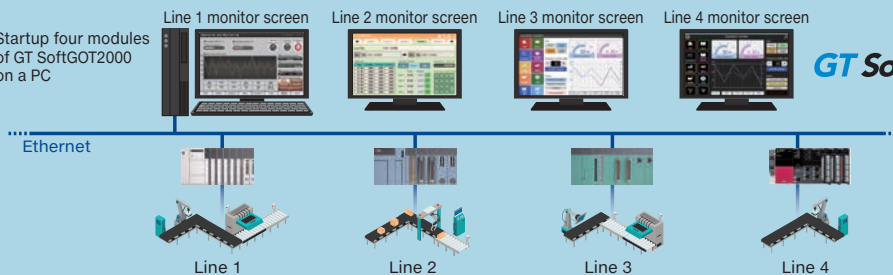 Line 1 monitor screen
Line 2 monitor screen
Line 3 monitor screen
Line 4 monitor screen
Startup four modules
of GT SoftGOT2000
on a PC
GT So
Ethernet
Line 1
Line 2
Line 3
Line 4